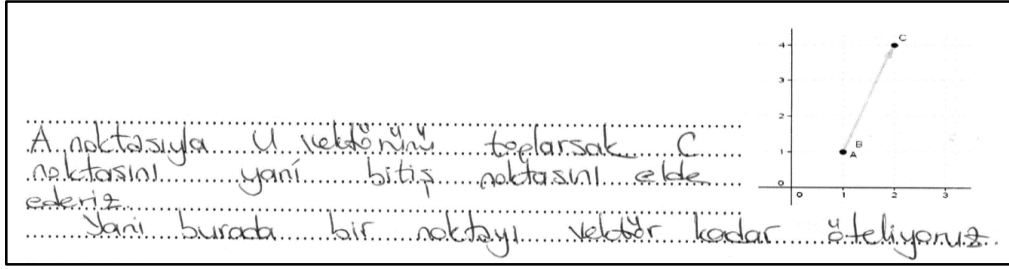 A noktasıyla U vektörünü toplarsak C
noktasını yani bitiş noktasını elde
ederiz
Yani burada bir noktayı vektör kadar öteliyoruz.
C
4
3
2
B
1
A
0
0 1 2 3